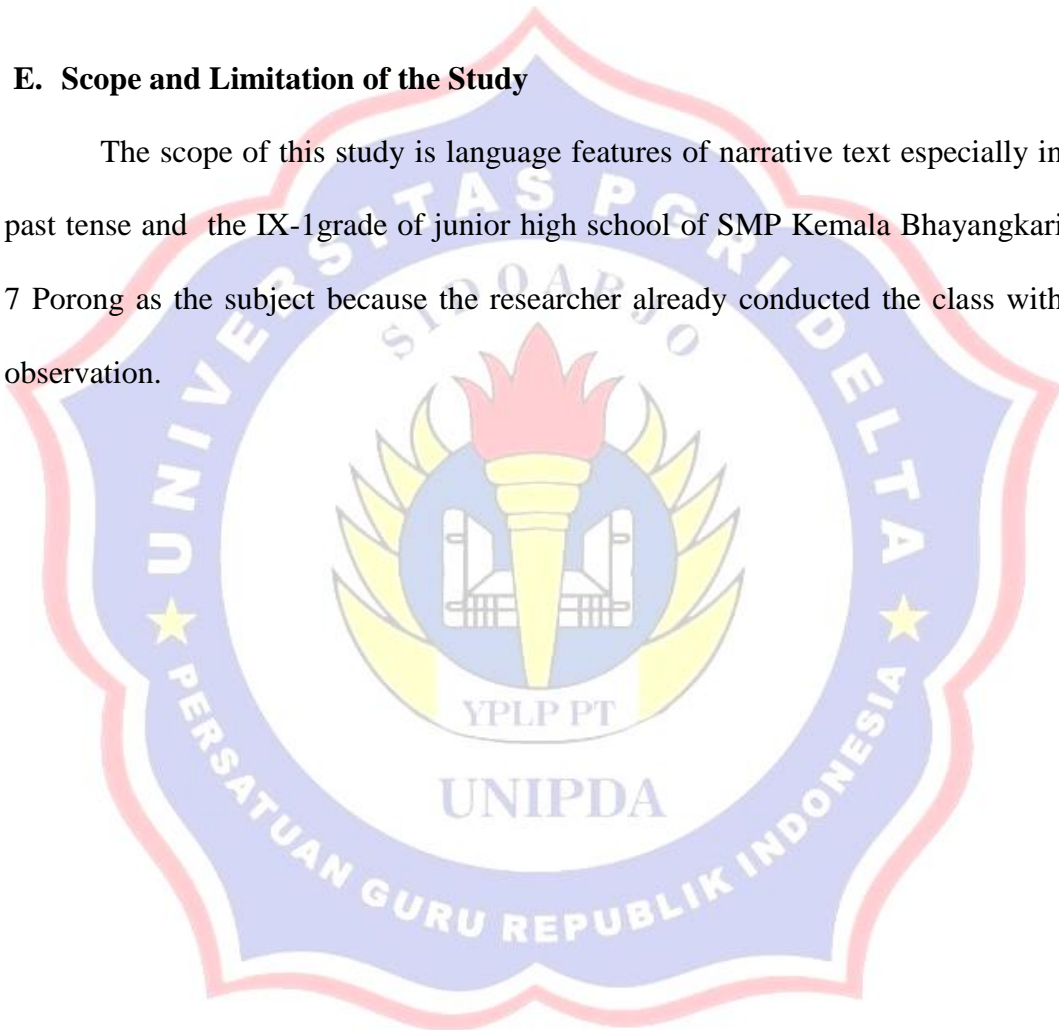 E. Scope and Limitation of the Study
The scope of this study is language features of narrative text especially in
past tense and the IX-1grade of junior high school of SMP Kemala Bhayangkari
7 Porong as the subject because the researcher already conducted the class with
observation.
UNIVERSITAS PGRI DELTA
SIDOARJO
YPLP PT
UNIPDA
PERSATUAN GURU REPUBLIK INDONESIA